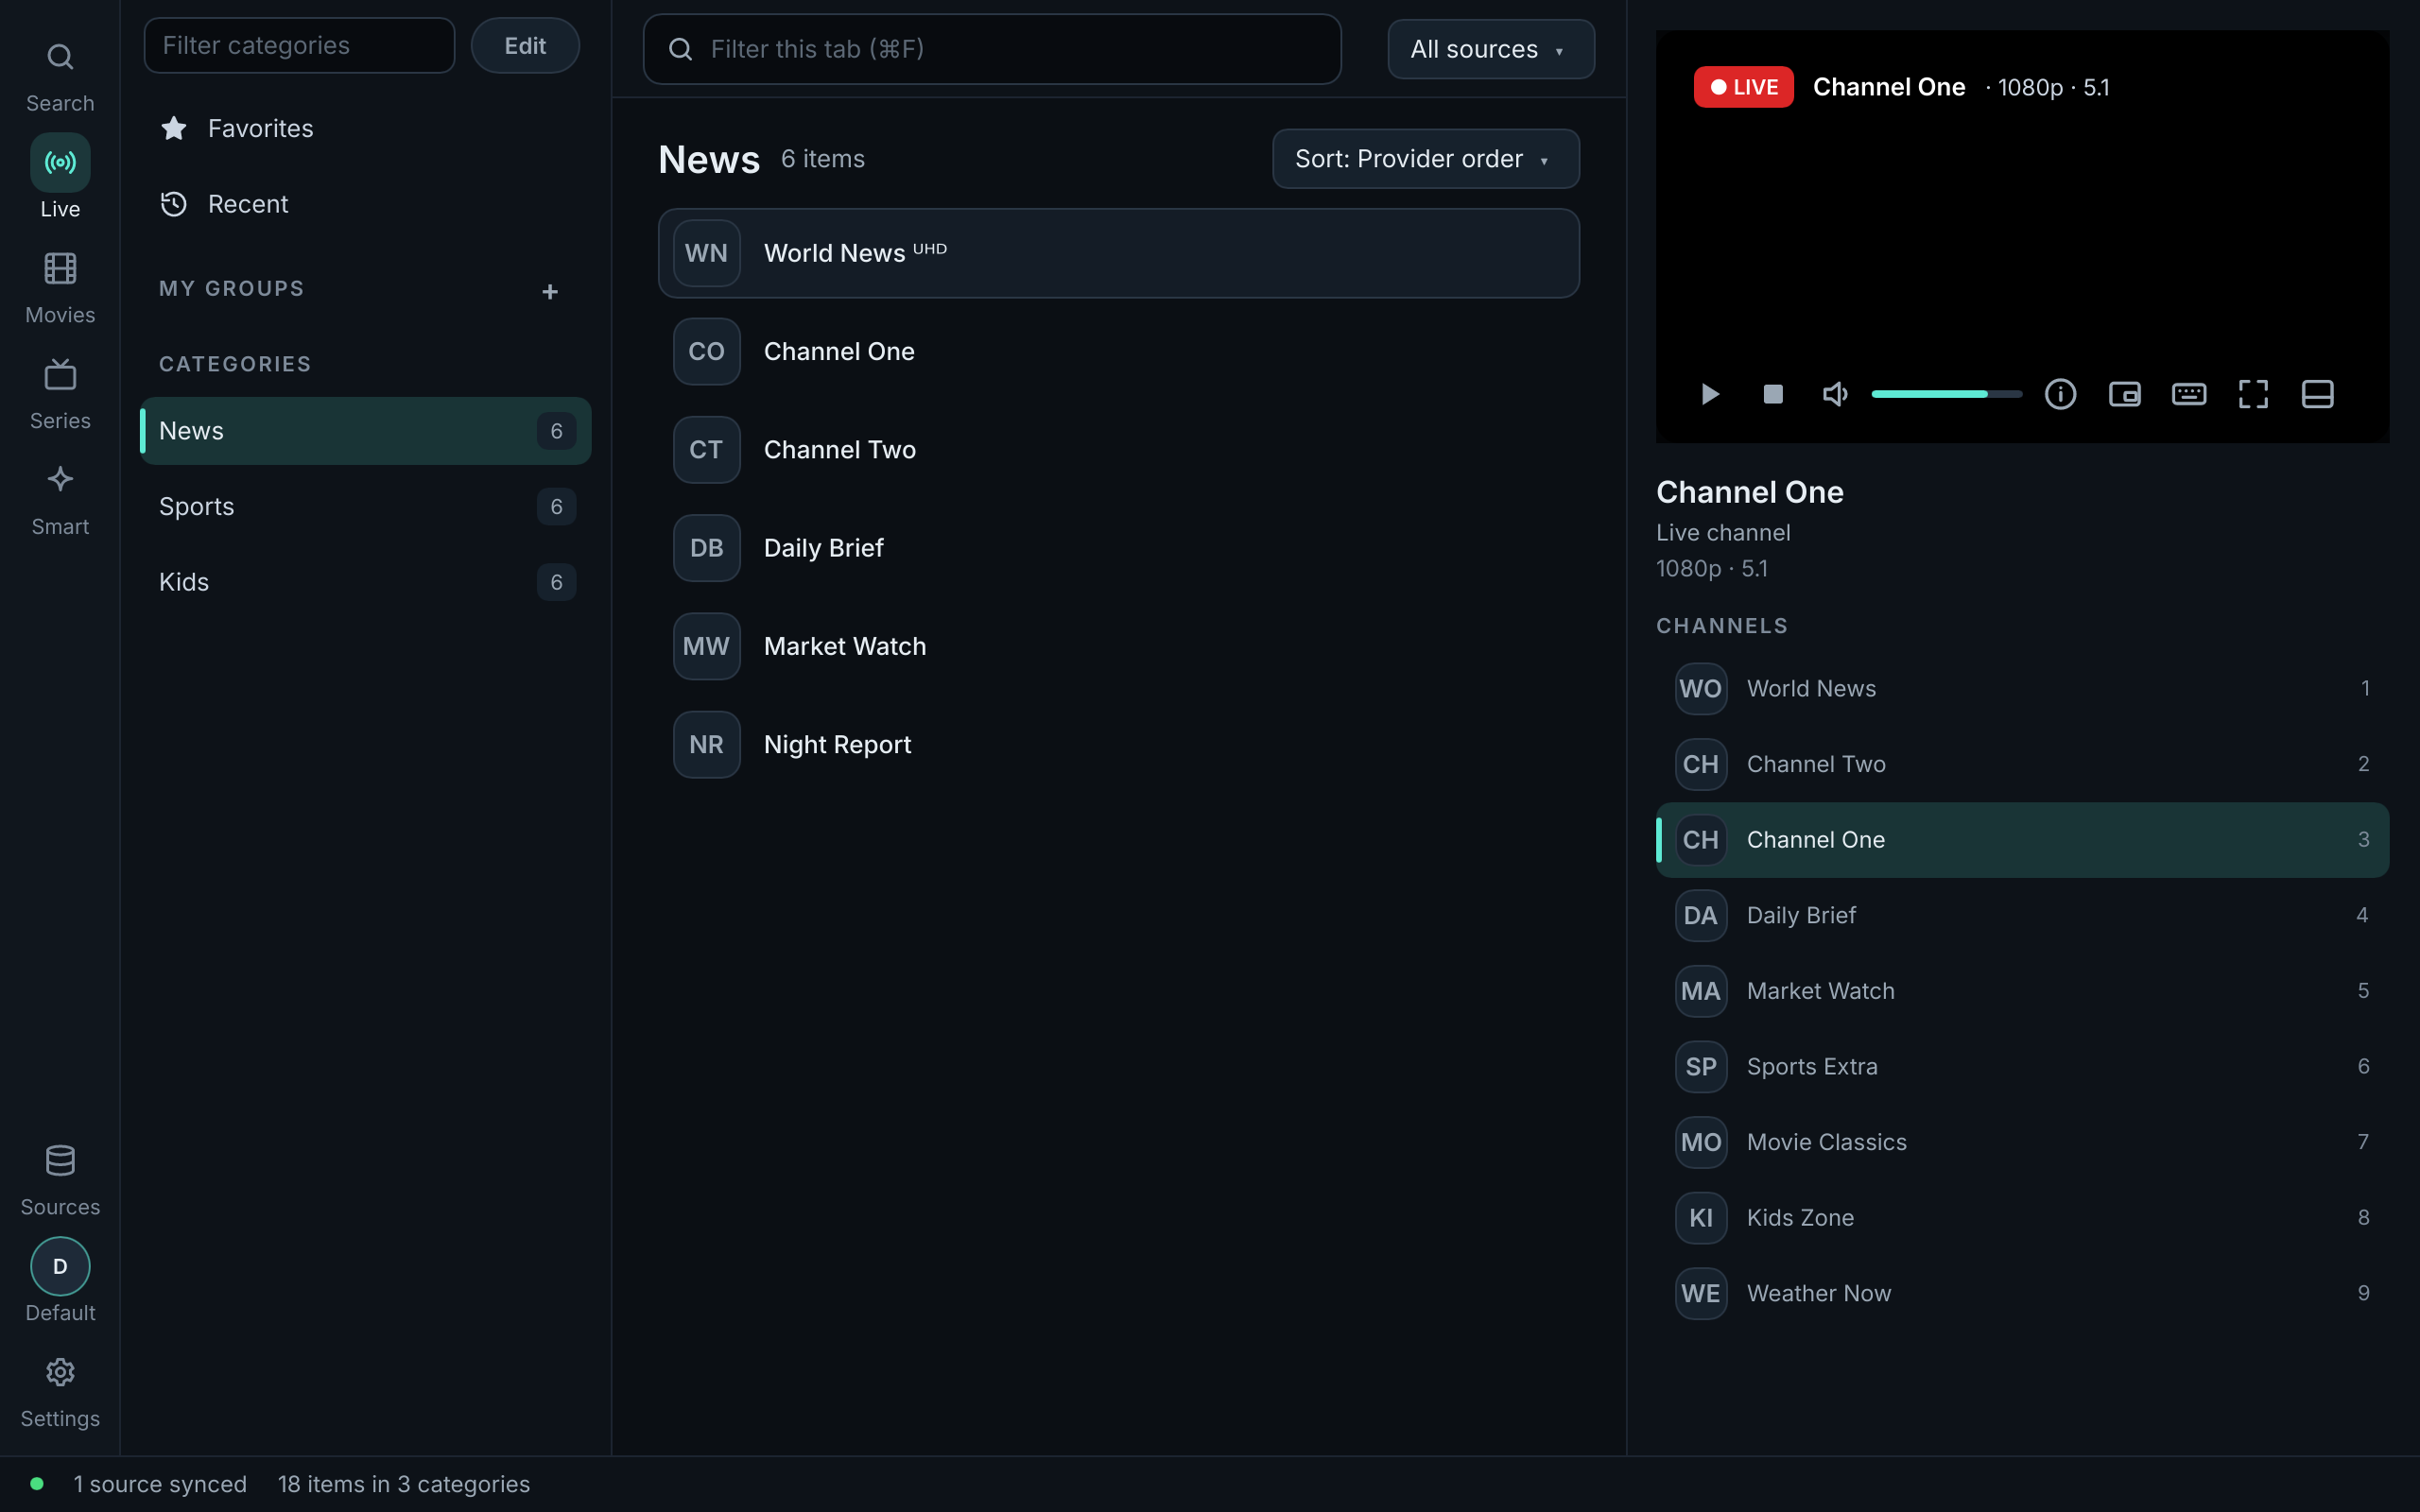 Search
Live
Movies
Series
Smart
Sources
D
Default
Settings
Filter categories
Edit
Favorites
Recent
MY GROUPS +
CATEGORIES
News 6
Sports 6
Kids 6
Filter this tab (⌘F)
All sources
News 6 items
Sort: Provider order
WN World News ᵁᴴᴰ
CO Channel One
CT Channel Two
DB Daily Brief
MW Market Watch
NR Night Report
LIVE Channel One · 1080p · 5.1
Channel One
Live channel
1080p · 5.1
CHANNELS
WO World News 1
CH Channel Two 2
CH Channel One 3
DA Daily Brief 4
MA Market Watch 5
SP Sports Extra 6
MO Movie Classics 7
KI Kids Zone 8
WE Weather Now 9
1 source synced 18 items in 3 categories